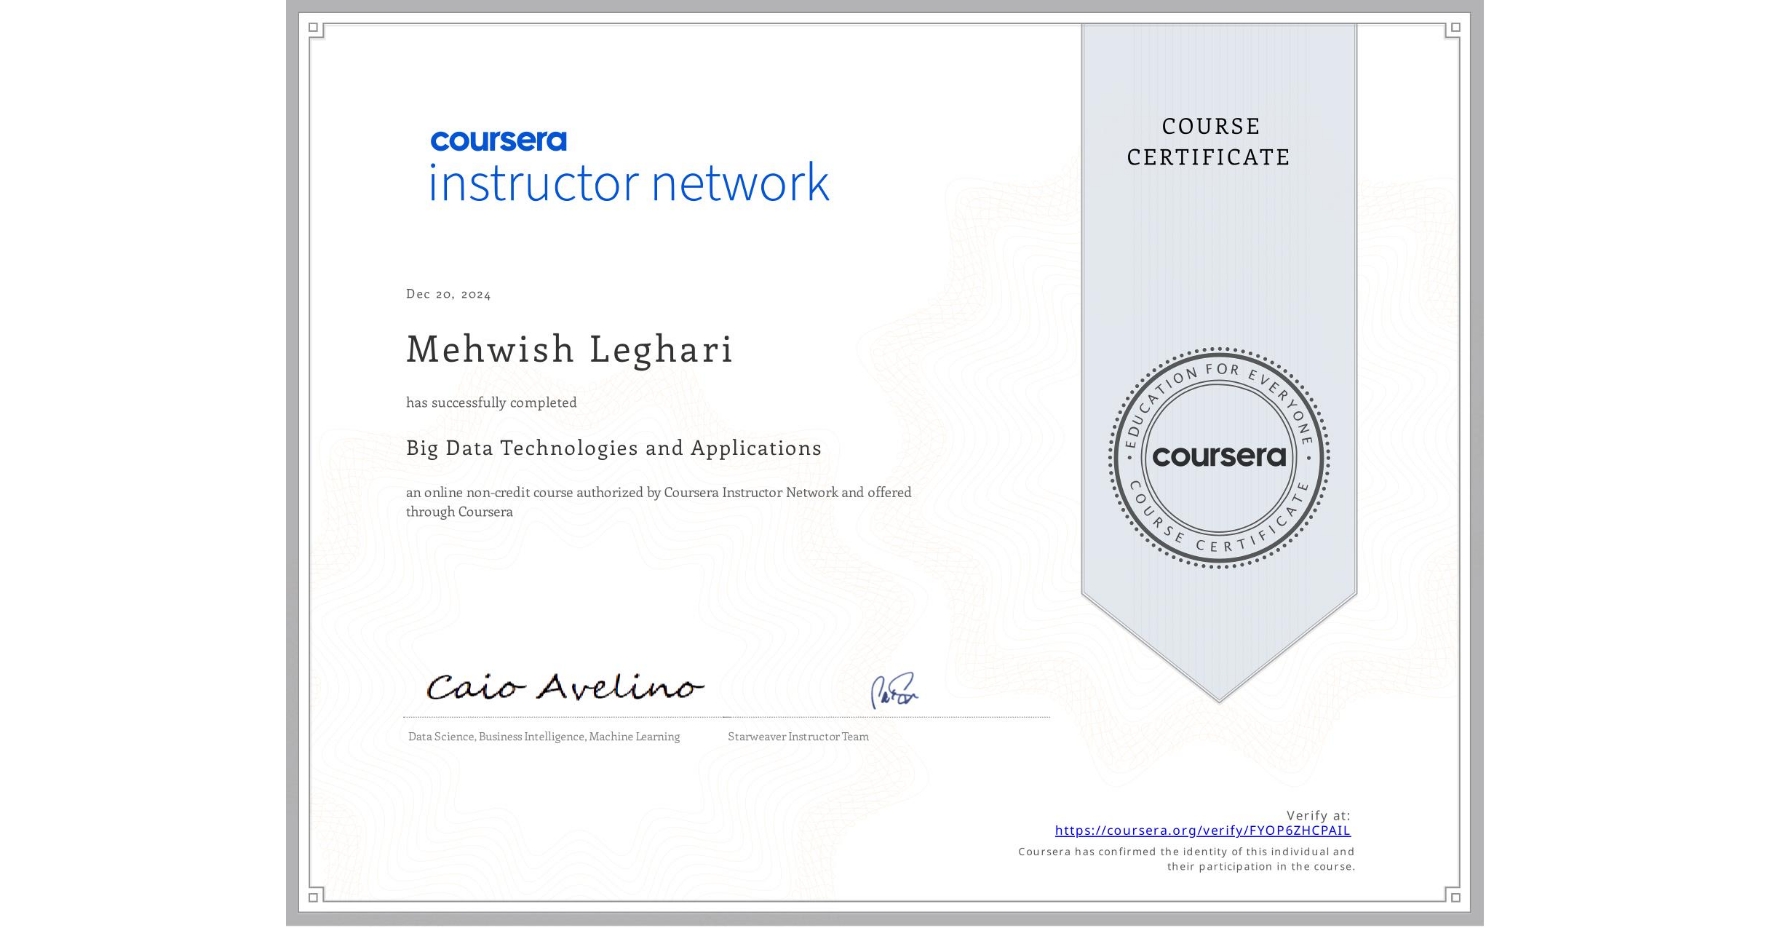 coursera
instructor network
COURSE
CERTIFICATE
Dec 20, 2024
Mehwish Leghari
has successfully completed
Big Data Technologies and Applications
an online non-credit course authorized by Coursera Instructor Network and offered
through Coursera
EDUCATION FOR EVERYONE
coursera
COURSE CERTIFICATE
Caio Avelino
Data Science, Business Intelligence, Machine Learning
Starweaver Instructor Team
Verify at:
https://coursera.org/verify/FYOP6ZHCPAIL
Coursera has confirmed the identity of this individual and
their participation in the course.